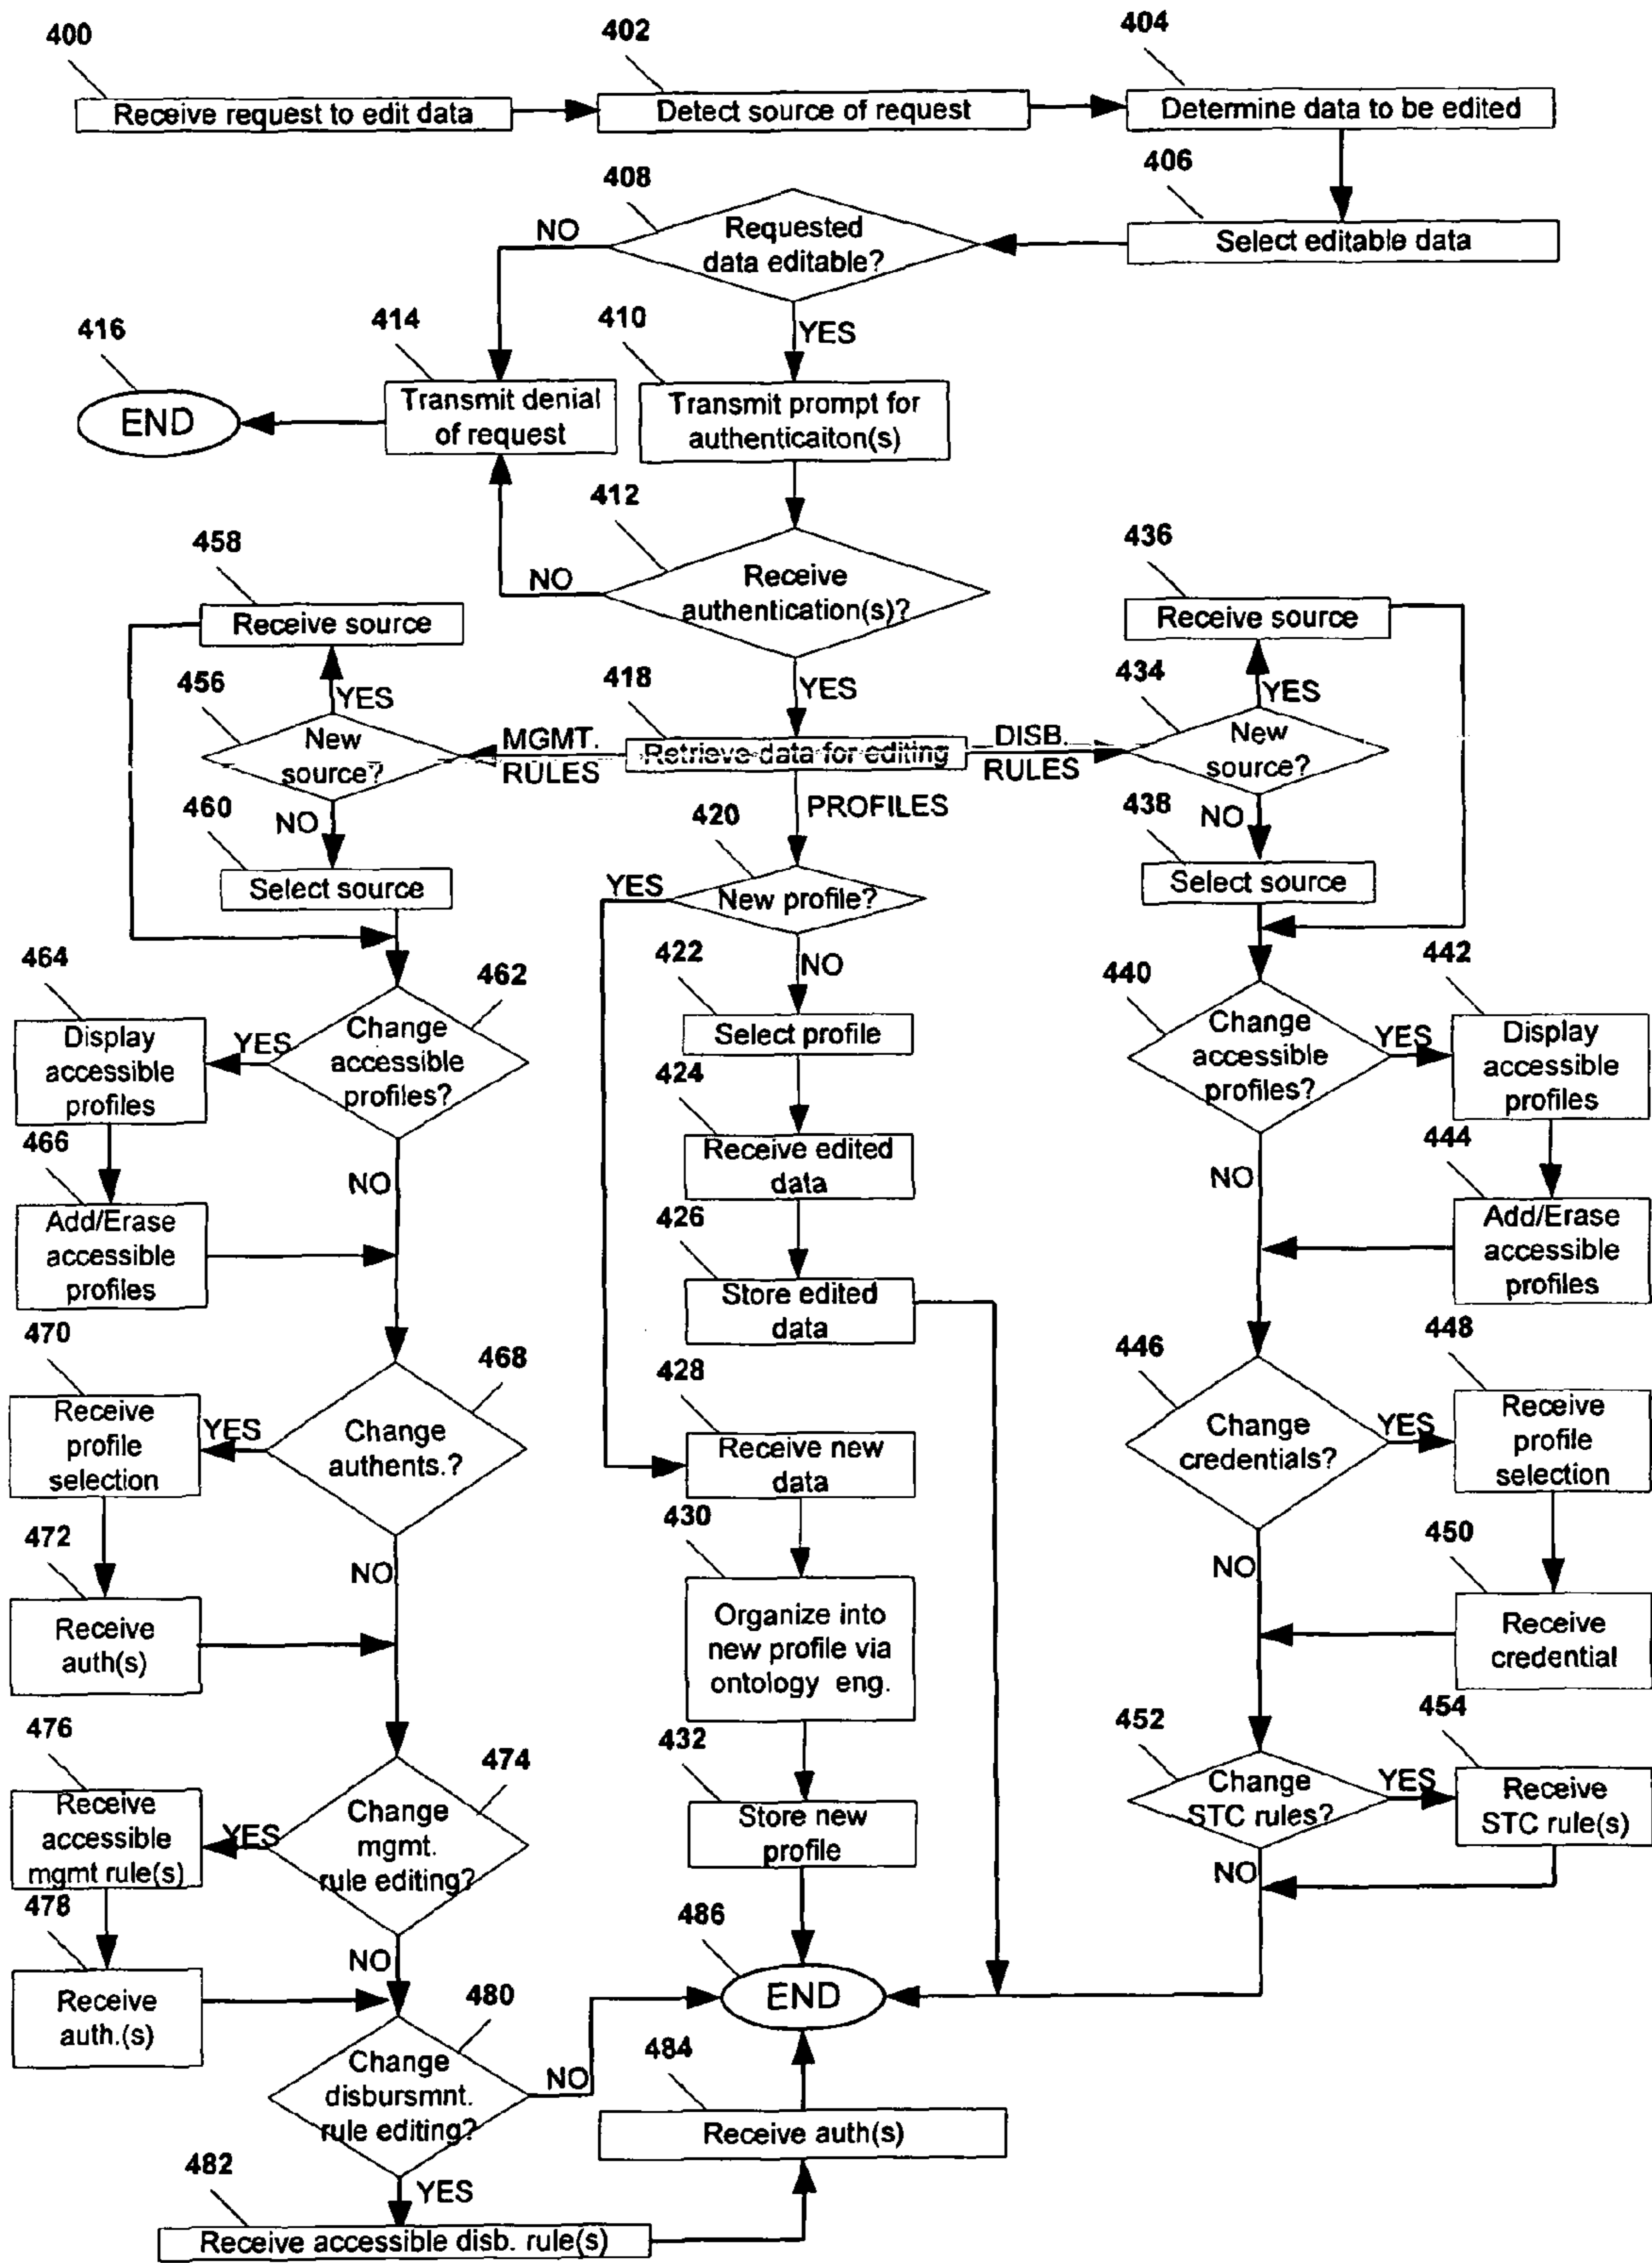 400
402
404
Receive request to edit data
Detect source of request
Determine data to be edited
406
408
Requested
data editable?
NO
Select editable data
YES
410
414
416
END
Transmit denial
of request
Transmit prompt for
authenticaiton(s)
412
Receive
authentication(s)?
NO
YES
458
Receive source
436
Receive source
456
YES
New
source?
418
MGMT.
RULES
Retrieve data for editing
DISB.
RULES
434
YES
New
source?
460
NO
Select source
PROFILES
420
YES
New profile?
438
NO
Select source
464
462
422
NO
440
442
Display
accessible
profiles
YES
Change
accessible
profiles?
Select profile
424
Change
accessible
profiles?
YES
Display
accessible
profiles
466
NO
Receive edited
data
NO
444
Add/Erase
accessible
profiles
426
Store edited
data
Add/Erase
accessible
profiles
470
468
428
446
448
Receive
profile
selection
YES
Change
authents.?
Receive new
data
Change
credentials?
YES
Receive
profile
selection
472
NO
430
NO
450
Receive
auth(s)
Organize into
new profile via
ontology eng.
Receive
credential
476
474
432
452
454
Receive
accessible
mgmt rule(s)
YES
Change
mgmt.
rule editing?
Store new
profile
Change
STC rules?
YES
Receive
STC rule(s)
478
NO
486
NO
Receive
auth.(s)
480
END
Change
disbursmnt.
rule editing?
NO
484
Receive auth(s)
482
YES
Receive accessible disb. rule(s)